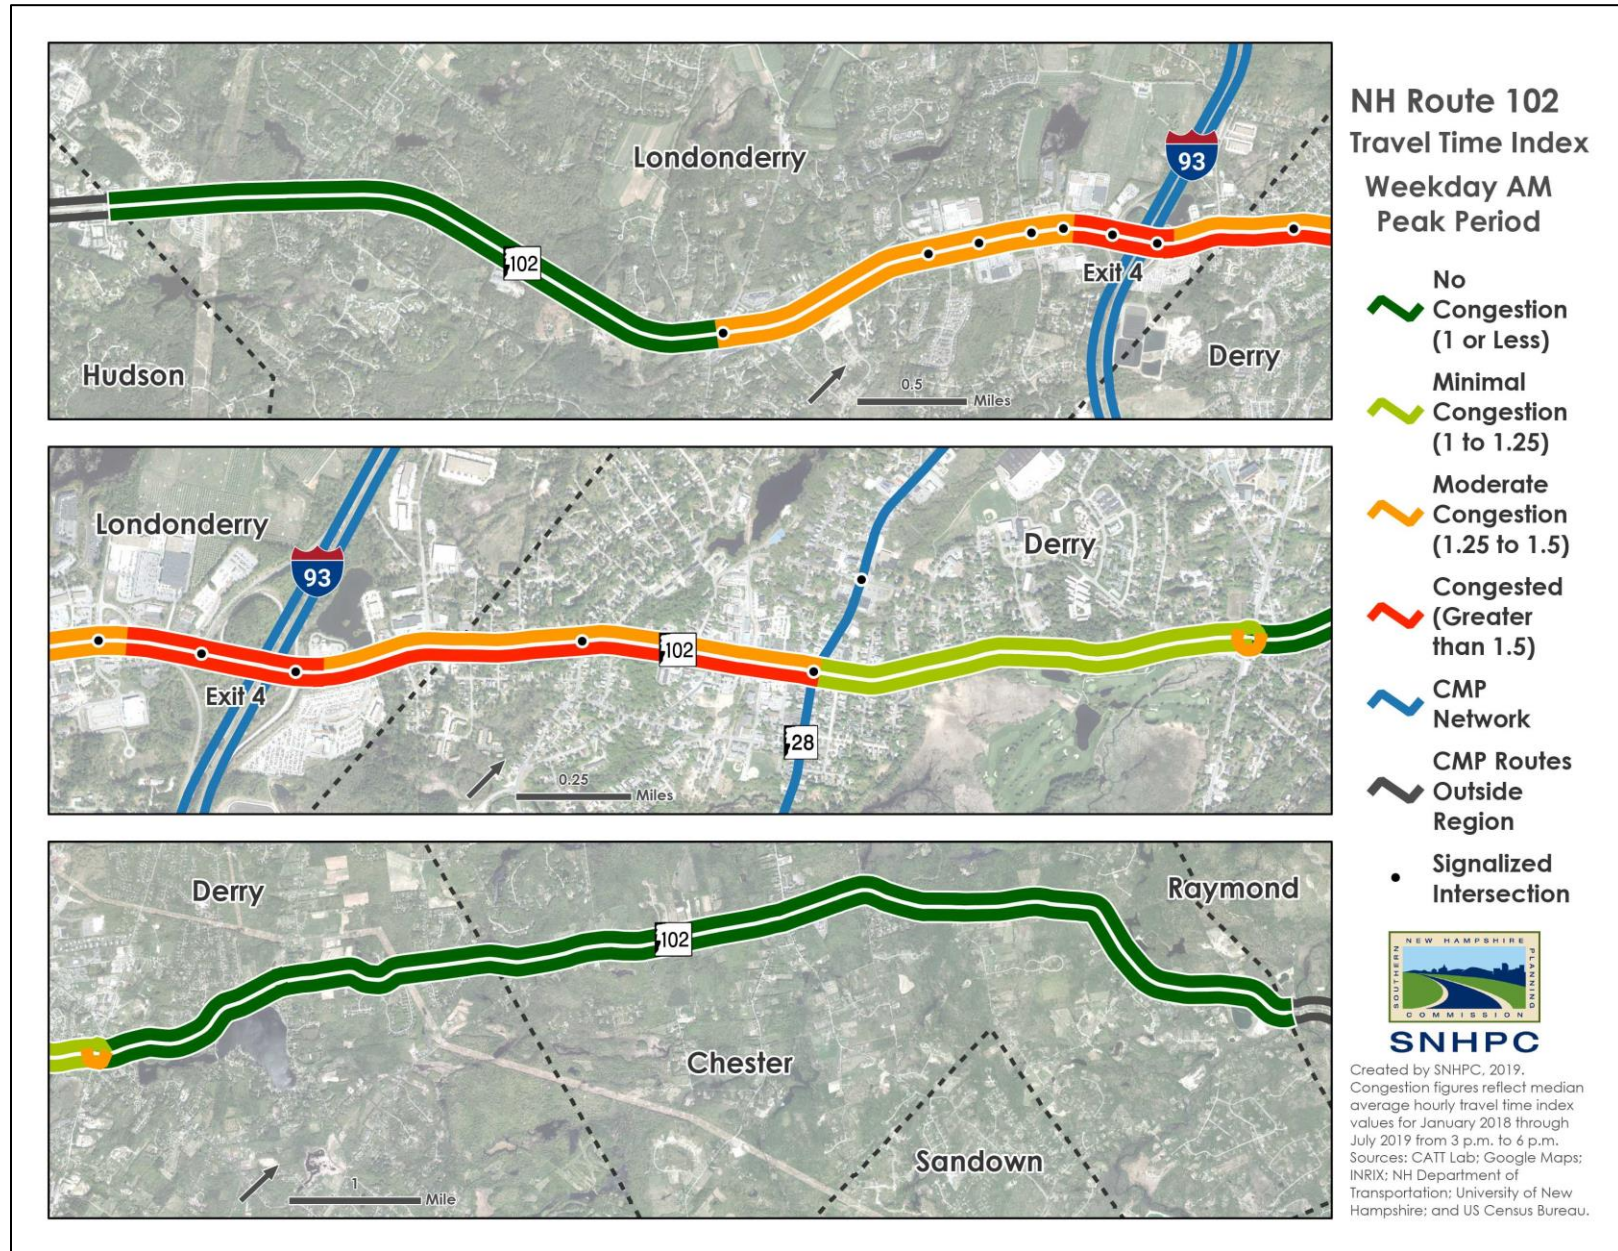 Londonderry
93
102
Exit 4
Hudson
Derry
0.5
Miles
Londonderry
93
Derry
102
Exit 4
28
0.25
Miles
Derry
Raymond
102
Chester
Sandown
1
Mile
NH Route 102
Travel Time Index
Weekday AM
Peak Period
No
Congestion
(1 or Less)
Minimal
Congestion
(1 to 1.25)
Moderate
Congestion
(1.25 to 1.5)
Congested
(Greater
than 1.5)
CMP
Network
CMP Routes
Outside
Region
Signalized
Intersection
NEW HAMPSHIRE
SOUTHERN
PLANNING
COMMISSION
SNHPC
Created by SNHPC, 2019.
Congestion figures reflect median
average hourly travel time index
values for January 2018 through
July 2019 from 3 p.m. to 6 p.m.
Sources: CATT Lab; Google Maps;
INRIX; NH Department of
Transportation; University of New
Hampshire; and US Census Bureau.